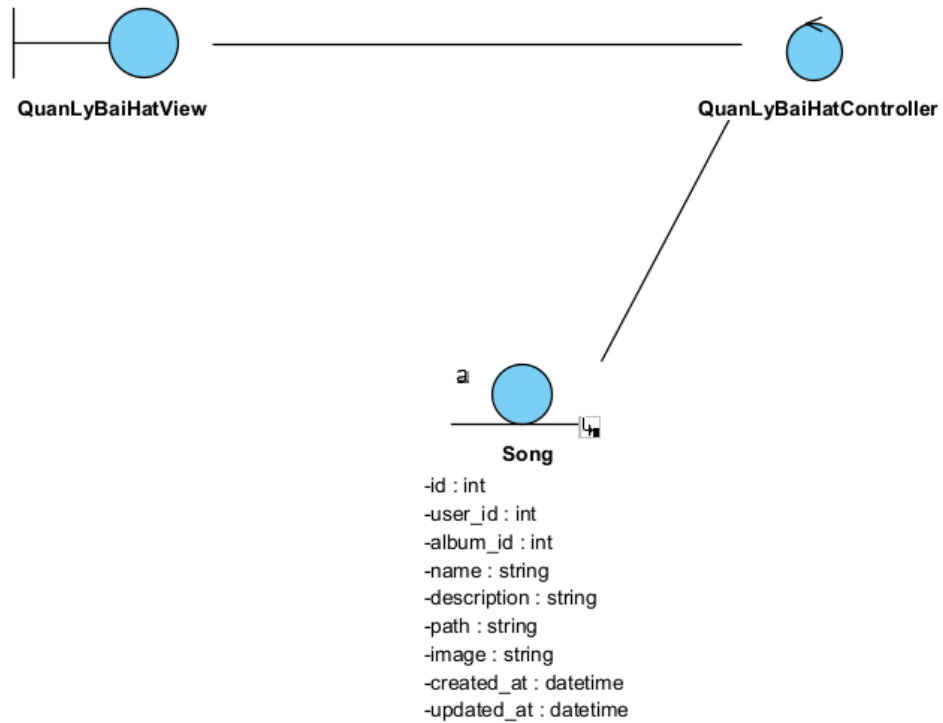 QuanLyBaiHatView
QuanLyBaiHatController
a
Song
-id : int
-user_id : int
-album_id : int
-name : string
-description : string
-path : string
-image : string
-created_at : datetime
-updated_at : datetime